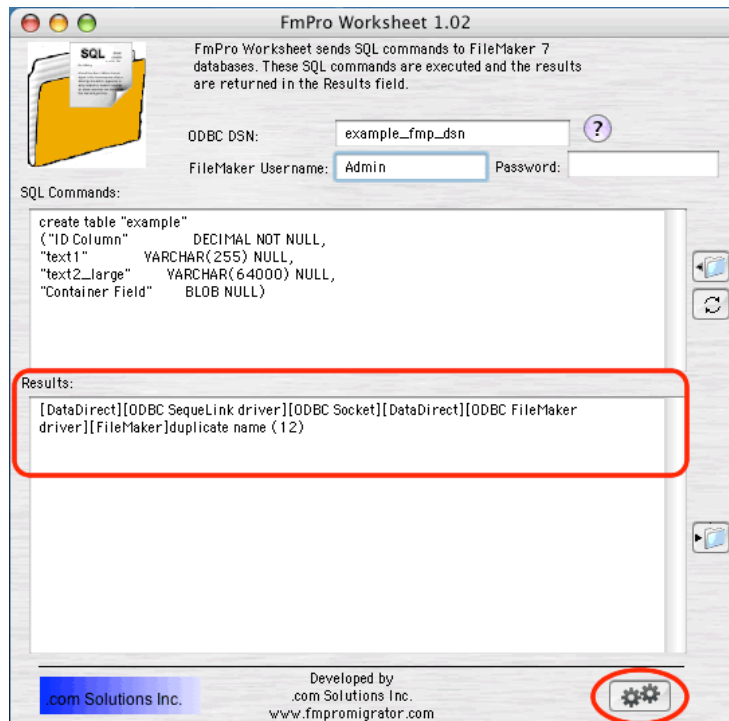 FmPro Worksheet 1.02
SQL
FmPro Worksheet sends SQL commands to FileMaker 7
databases. These SQL commands are executed and the results
are returned in the Results field.
ODBC DSN: example_fmp_dsn ?
FileMaker Username: Admin Password:
SQL Commands:
create table "example"
("ID Column" DECIMAL NOT NULL,
"text1" VARCHAR(255) NULL,
"text2_large" VARCHAR(64000) NULL,
"Container Field" BLOB NULL)
Results:
[DataDirect][ODBC SequeLink driver][ODBC Socket][DataDirect][ODBC FileMaker
driver][FileMaker]duplicate name (12)
.com Solutions Inc.
Developed by
.com Solutions Inc.
www.fmpromigrator.com